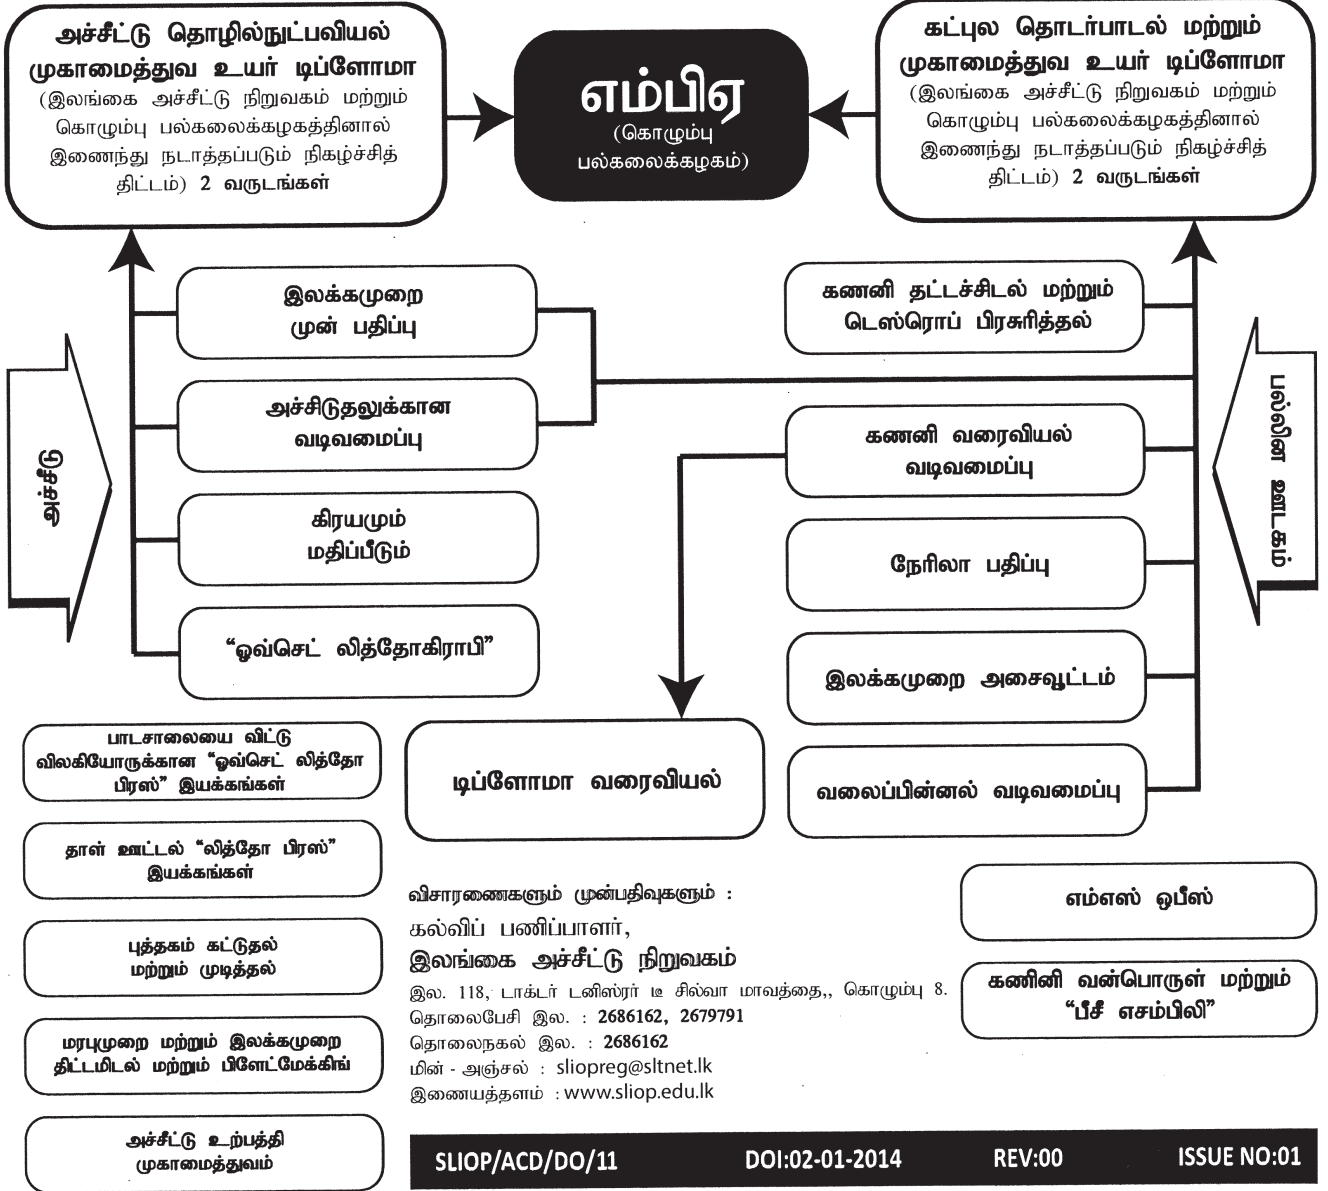 அச்சீட்டு தொழில்நுட்பவியல்
முகாமைத்துவ உயர் டிப்ளோமா
(இலங்கை அச்சீட்டு நிறுவகம் மற்றும்
கொழும்பு பல்கலைக்கழகத்தினால்
இணைந்து நடாத்தப்படும் நிகழ்ச்சித்
திட்டம்) 2 வருடங்கள்
எம்பிஏ
(கொழும்பு
பல்கலைக்கழகம்)
கட்புல தொடர்பாடல் மற்றும்
முகாமைத்துவ உயர் டிப்ளோமா
(இலங்கை அச்சீட்டு நிறுவகம் மற்றும்
கொழும்பு பல்கலைக்கழகத்தினால்
இணைந்து நடாத்தப்படும் நிகழ்ச்சித்
திட்டம்) 2 வருடங்கள்
அச்சீடு
இலக்கமுறை
முன் பதிப்பு
அச்சிடுதலுக்கான
வடிவமைப்பு
கிரயமும்
மதிப்பீடும்
“ஓவ்செட் லித்தோகிராபி”
கணனி தட்டச்சிடல் மற்றும்
டெஸ்ரொப் பிரசுரித்தல்
கணனி வரைவியல்
வடிவமைப்பு
நேரிலா பதிப்பு
இலக்கமுறை அசைவூட்டம்
வலைப்பின்னல் வடிவமைப்பு
பல்லின ஊடகம்
டிப்ளோமா வரைவியல்
பாடசாலையை விட்டு
விலகியோருக்கான “ஓவ்செட் லித்தோ
பிரஸ்” இயக்கங்கள்
தாள் ஊட்டல் “லித்தோ பிரஸ்”
இயக்கங்கள்
புத்தகம் கட்டுதல்
மற்றும் முடித்தல்
மரபுமுறை மற்றும் இலக்கமுறை
திட்டமிடல் மற்றும் பிளேட்மேக்கிங்
அச்சீட்டு உற்பத்தி
முகாமைத்துவம்
விசாரணைகளும் முன்பதிவுகளும் :
கல்விப் பணிப்பாளர்,
இலங்கை அச்சீட்டு நிறுவகம்
இல. 118, டாக்டர் டனிஸ்ரர் டீ சில்வா மாவத்தை,, கொழும்பு 8.
தொலைபேசி இல. : 2686162, 2679791
தொலைநகல் இல. : 2686162
மின் - அஞ்சல் : sliopreg@sltnet.lk
இணையத்தளம் : www.sliop.edu.lk
எம்எஸ் ஒபீஸ்
கணினி வன்பொருள் மற்றும்
“பீசீ எசம்பிலி”
SLIOP/ACD/DO/11 DOI:02-01-2014 REV:00 ISSUE NO:01